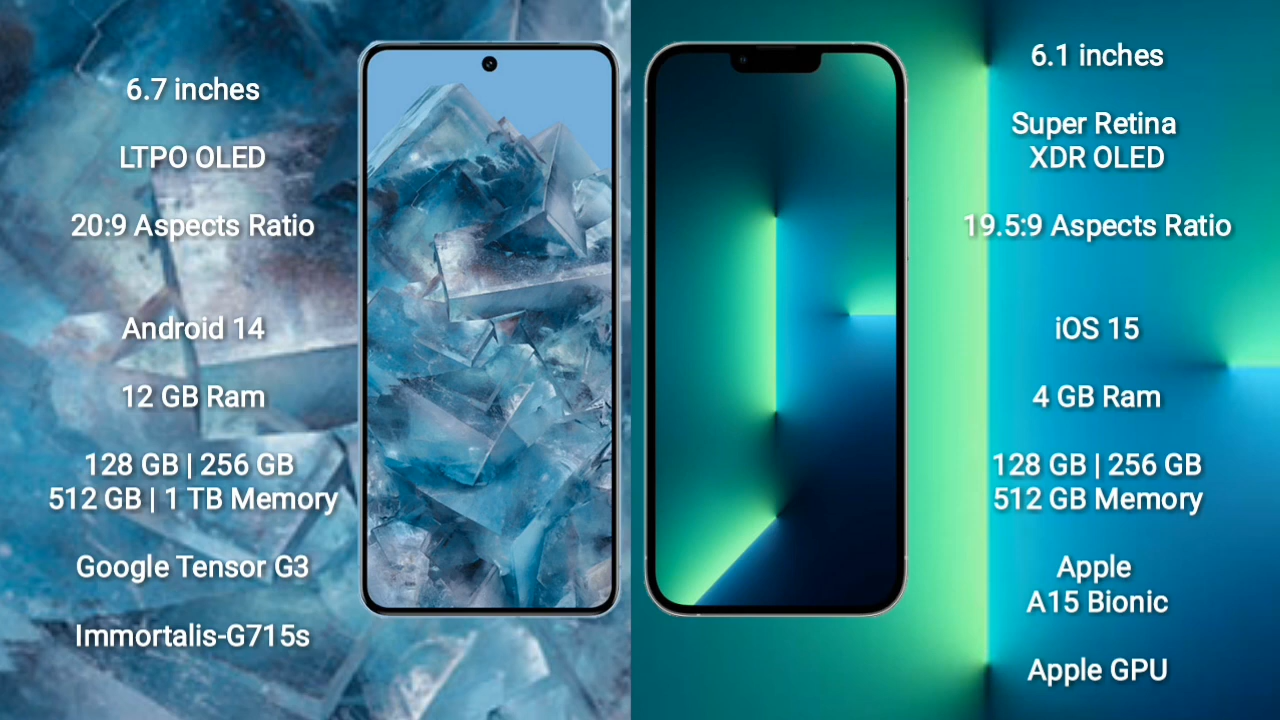 6.7 inches
LTPO OLED
20:9 Aspects Ratio
Android 14
12 GB Ram
128 GB | 256 GB
512 GB | 1 TB Memory
Google Tensor G3
Immortalis-G715s
6.1 inches
Super Retina
XDR OLED
19.5:9 Aspects Ratio
iOS 15
4 GB Ram
128 GB | 256 GB
512 GB Memory
Apple
A15 Bionic
Apple GPU